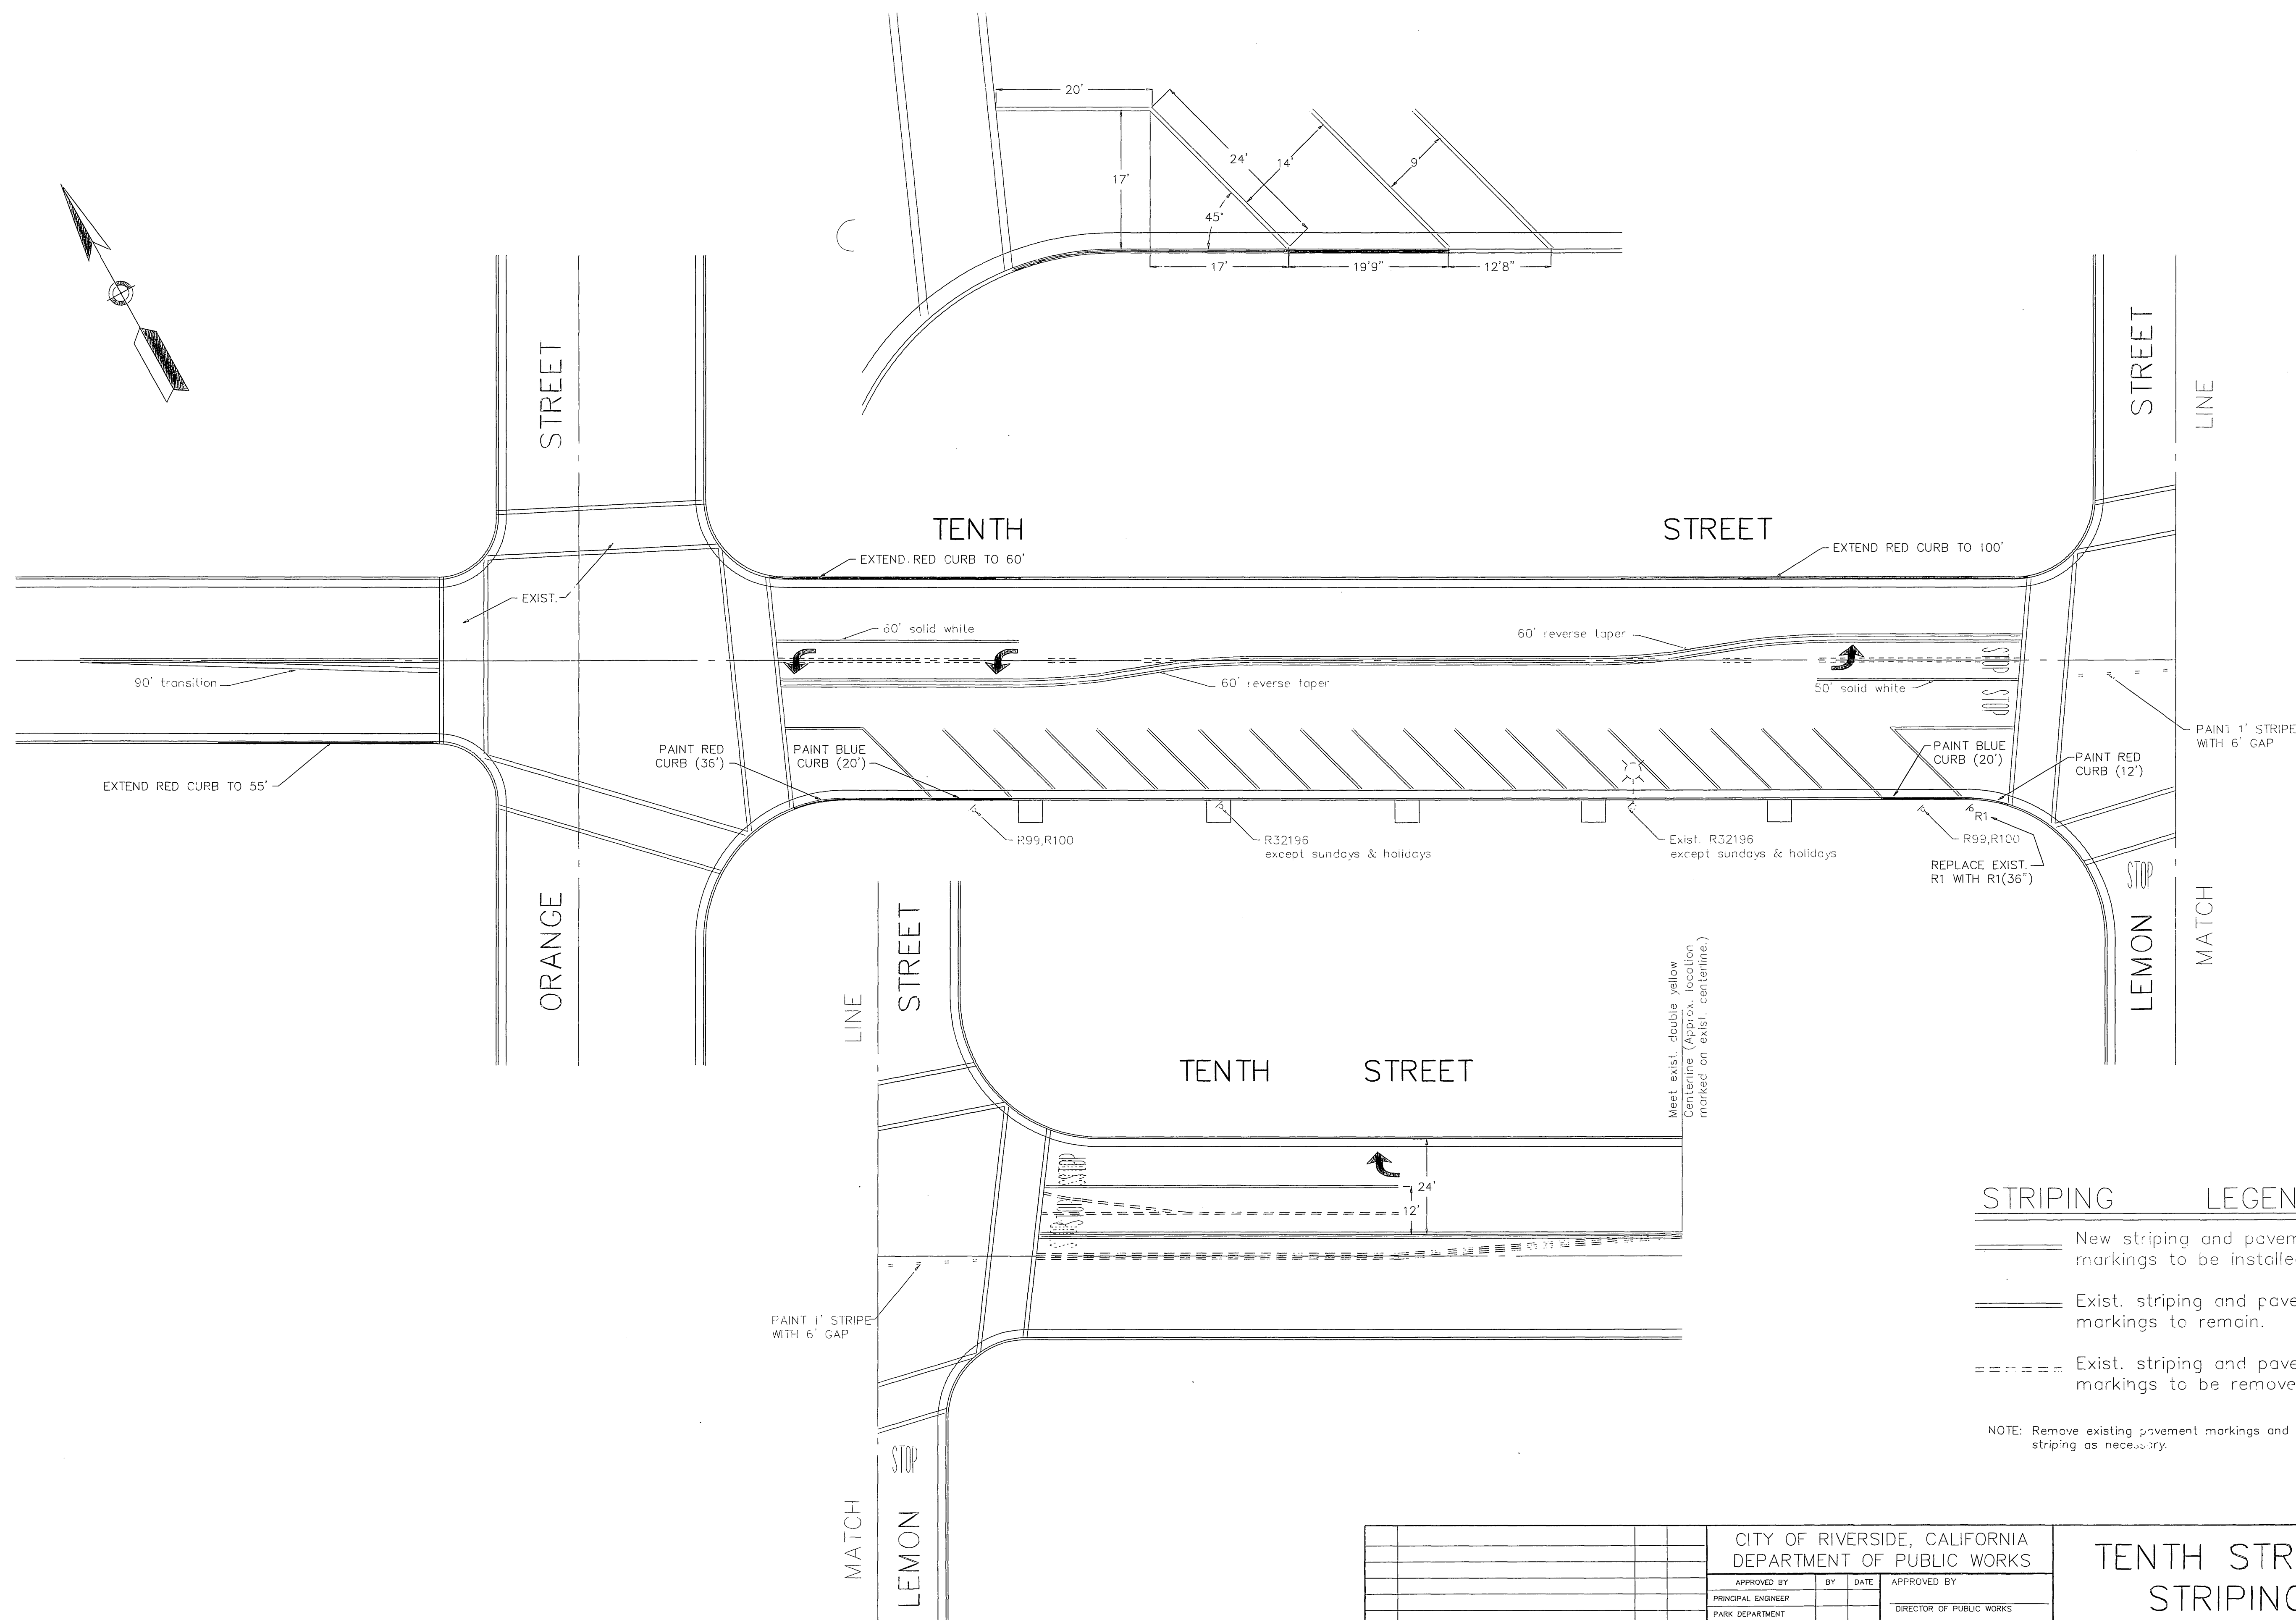 20'
24'
14'
9'
17'
45°
17'
19'9"
12'8"
STREET
STREET
LINE
TENTH STREET
EXTEND RED CURB TO 60'
EXTEND RED CURB TO 100'
EXIST.
60' solid white
60' reverse taper
90' transition
60' reverse taper
50' solid white
STOP
STOP
PAINT 1' STRIPE
WITH 6' GAP
PAINT RED
CURB (36')
PAINT BLUE
CURB (20')
PAINT BLUE
CURB (20')
PAINT RED
CURB (12')
EXTEND RED CURB TO 55'
R99,R100
R32196
except sundays & holidays
Exist. R32196
except sundays & holidays
R1
R99,R100
REPLACE EXIST.
R1 WITH R1(36")
STOP
ORANGE
LEMON
MATCH
STREET
LINE
Meet exist. double yellow
Centerline (Approx. location
marked on exist. centerline.)
TENTH STREET
24'
12'
PAINT 1' STRIPE
WITH 6' GAP
STOP
MATCH
LEMON
STRIPING LEGEN
New striping and pavem
markings to be installe
Exist. striping and pave
markings to remain.
Exist. striping and pave
markings to be remove
NOTE: Remove existing pavement markings and
striping as necessary.
CITY OF RIVERSIDE, CALIFORNIA
DEPARTMENT OF PUBLIC WORKS
APPROVED BY BY DATE APPROVED BY
PRINCIPAL ENGINEER
DIRECTOR OF PUBLIC WORKS
PARK DEPARTMENT
TENTH STR
STRIPING